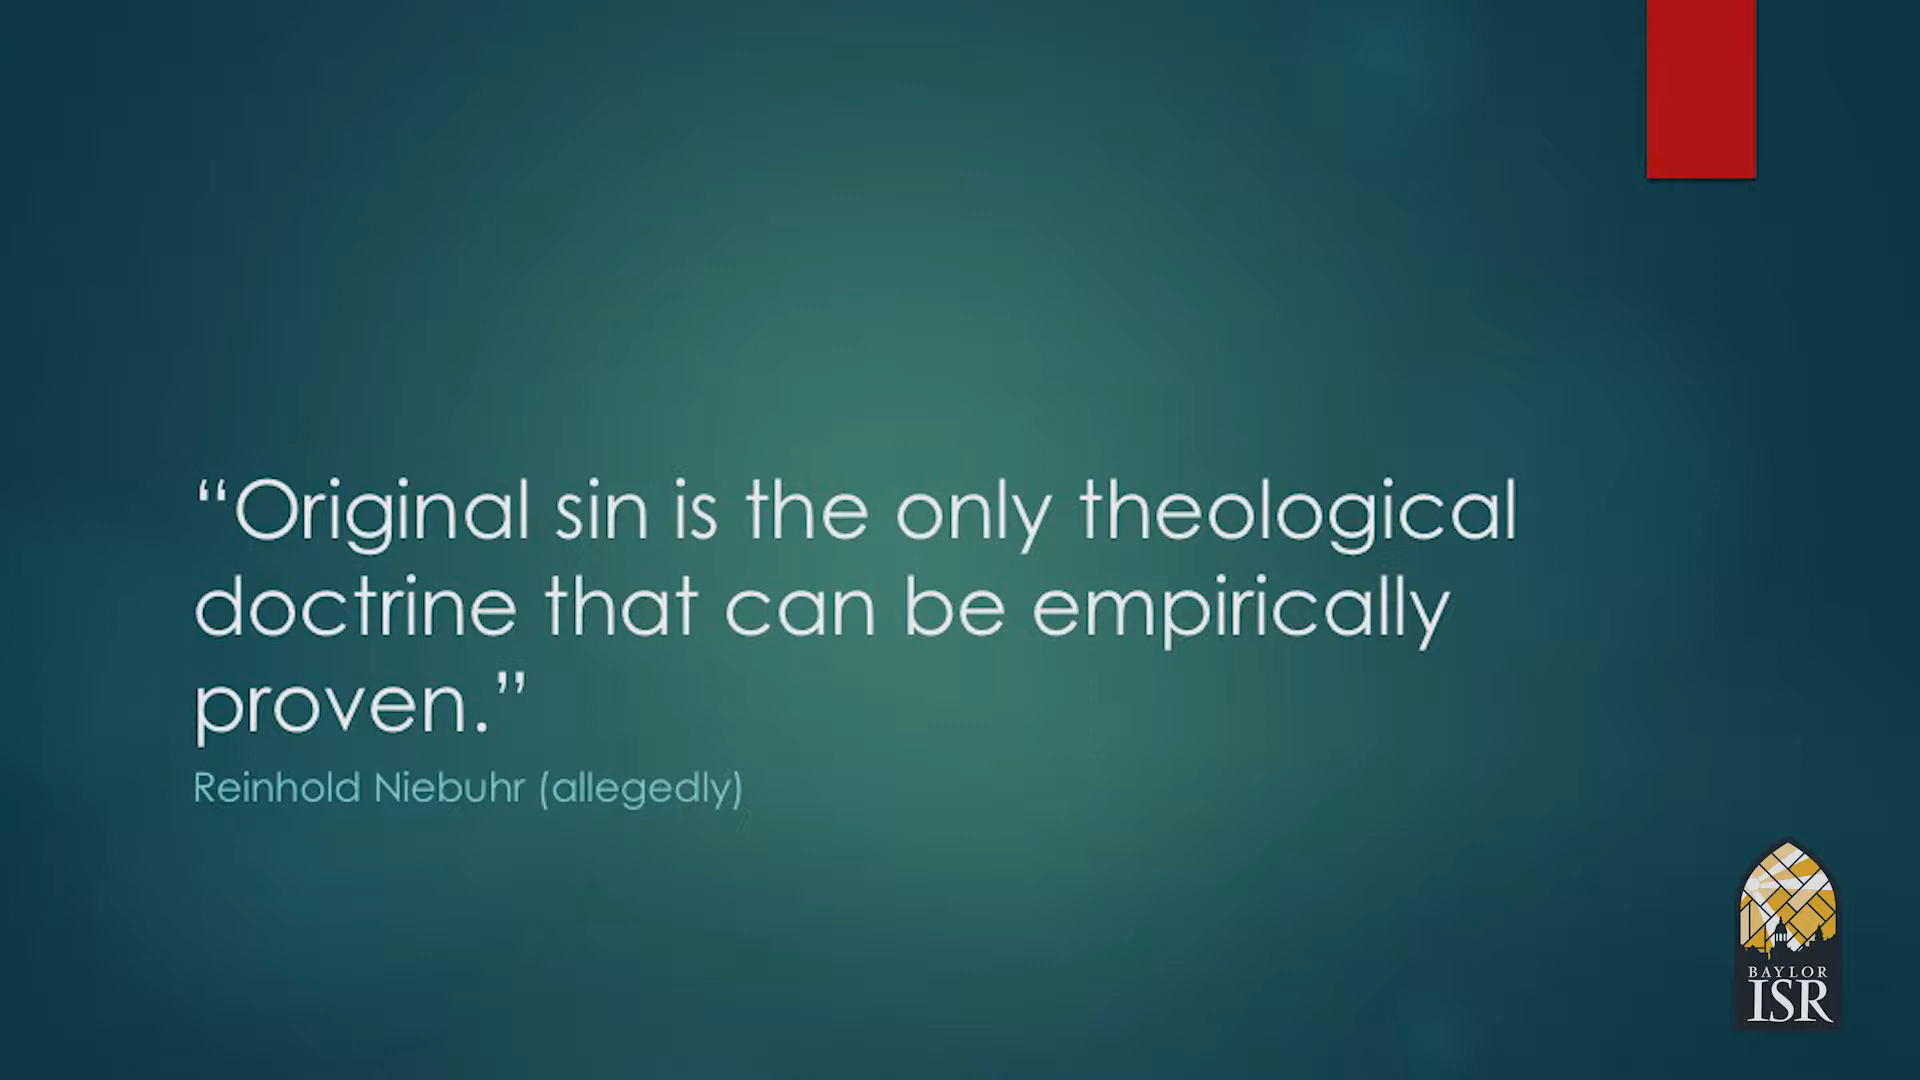 “Original sin is the only theological
doctrine that can be empirically
proven.”
Reinhold Niebuhr (allegedly)
BAYLOR
ISR